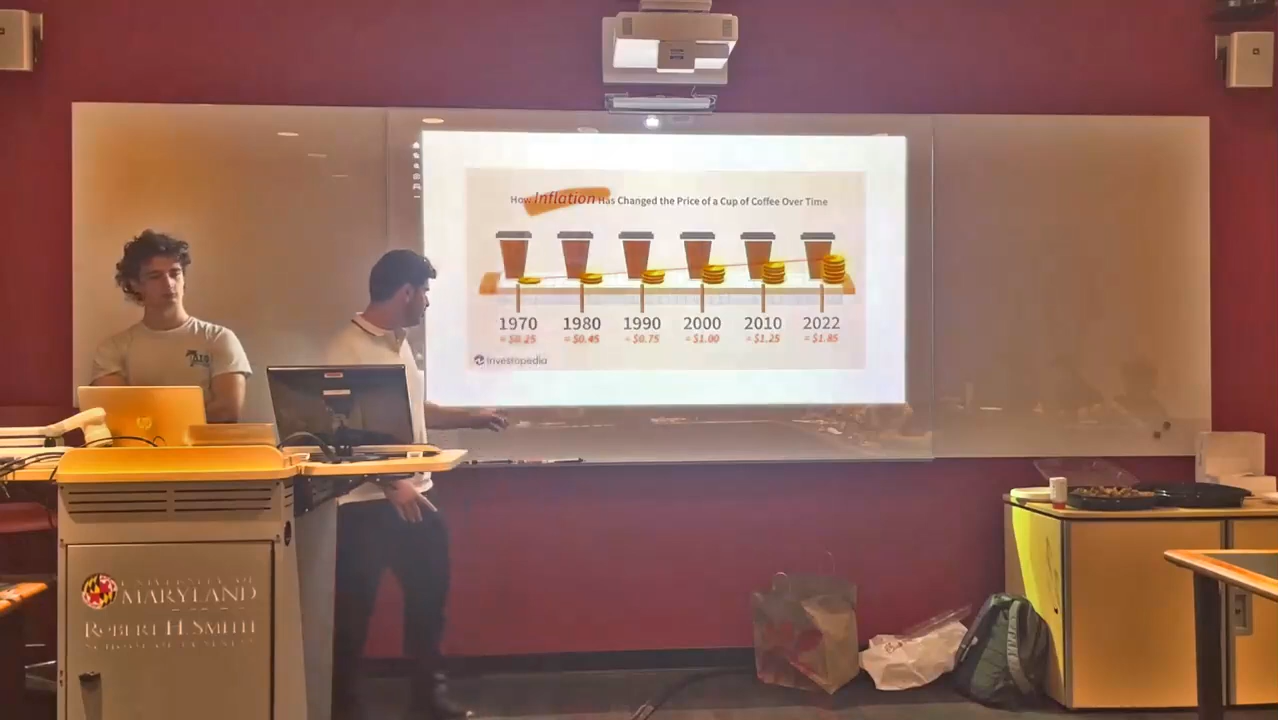 How Inflation Has Changed the Price of a Cup of Coffee Over Time
1970 1980 1990 2000 2010 2022
= $0.25 = $0.45 = $0.75 = $1.00 = $1.25 = $1.85
Investopedia
hp
UNIVERSITY OF
MARYLAND
ROBERT H. SMITH
SCHOOL OF BUSINESS